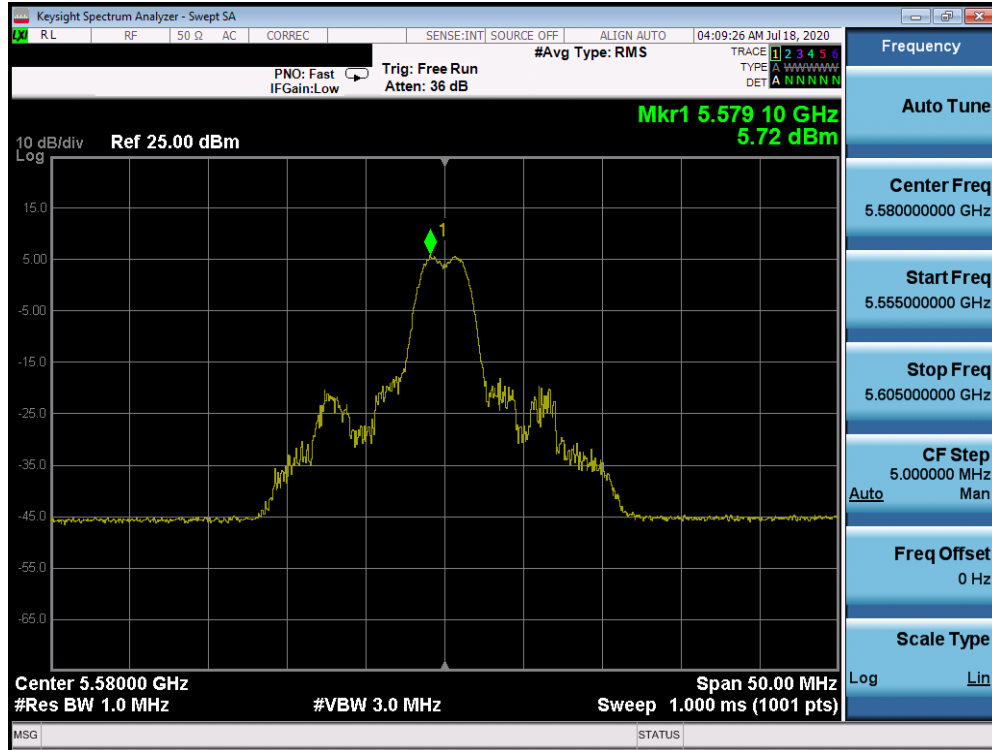 Keysight Spectrum Analyzer - Swept SA
LXI RL RF 50 Ω AC CORREC SENSE:INT SOURCE OFF ALIGN AUTO 04:09:26 AM Jul 18, 2020
#Avg Type: RMS TRACE 1 2 3 4 5 6
PNO: Fast Trig: Free Run TYPE A WWWWW
IFGain:Low Atten: 36 dB DET A N N N N N
Mkr1 5.579 10 GHz
5.72 dBm
10 dB/div Ref 25.00 dBm
Log
1
15.0
5.00
-5.00
-15.0
-25.0
-35.0
-45.0
-55.0
-65.0
Center 5.58000 GHz Span 50.00 MHz
#Res BW 1.0 MHz #VBW 3.0 MHz Sweep 1.000 ms (1001 pts)
MSG STATUS
Frequency
Auto Tune
Center Freq
5.580000000 GHz
Start Freq
5.555000000 GHz
Stop Freq
5.605000000 GHz
CF Step
5.000000 MHz
Auto Man
Freq Offset
0 Hz
Scale Type
Log Lin